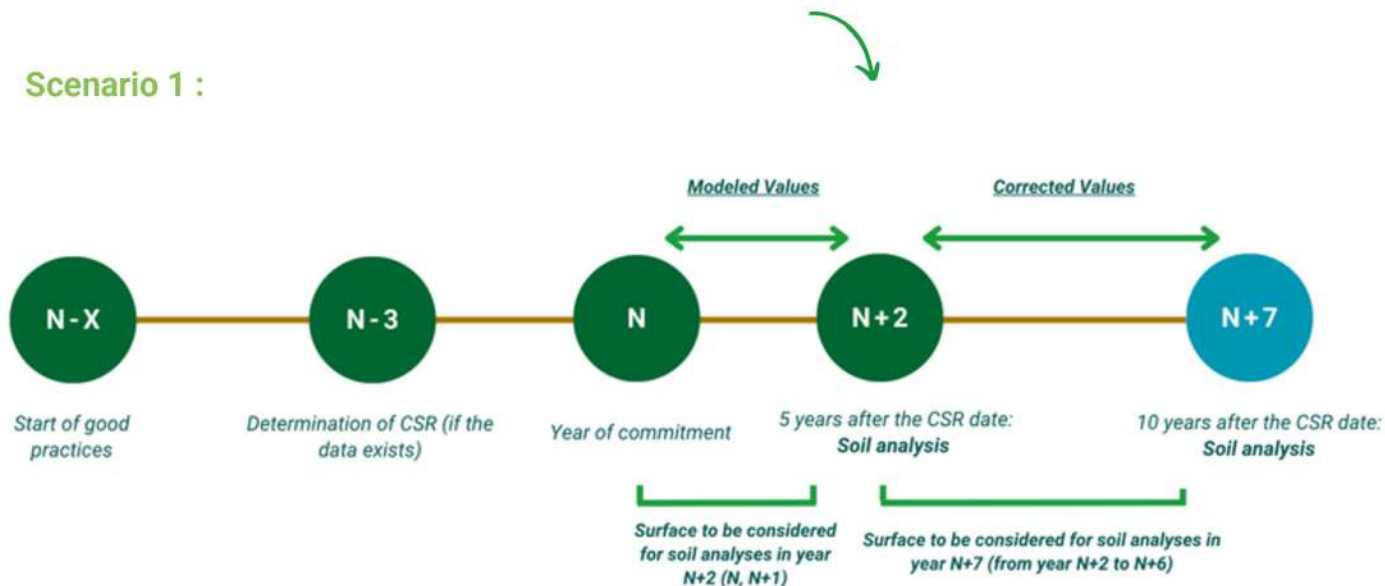 Scenario 1 :
Modeled Values
Corrected Values
N-X
N-3
N
N+2
N+7
Start of good
practices
Determination of CSR (if the
data exists)
Year of commitment
5 years after the CSR date:
Soil analysis
10 years after the CSR date:
Soil analysis
Surface to be considered
for soil analyses in year
N+2 (N, N+1)
Surface to be considered for soil analyses in
year N+7 (from year N+2 to N+6)